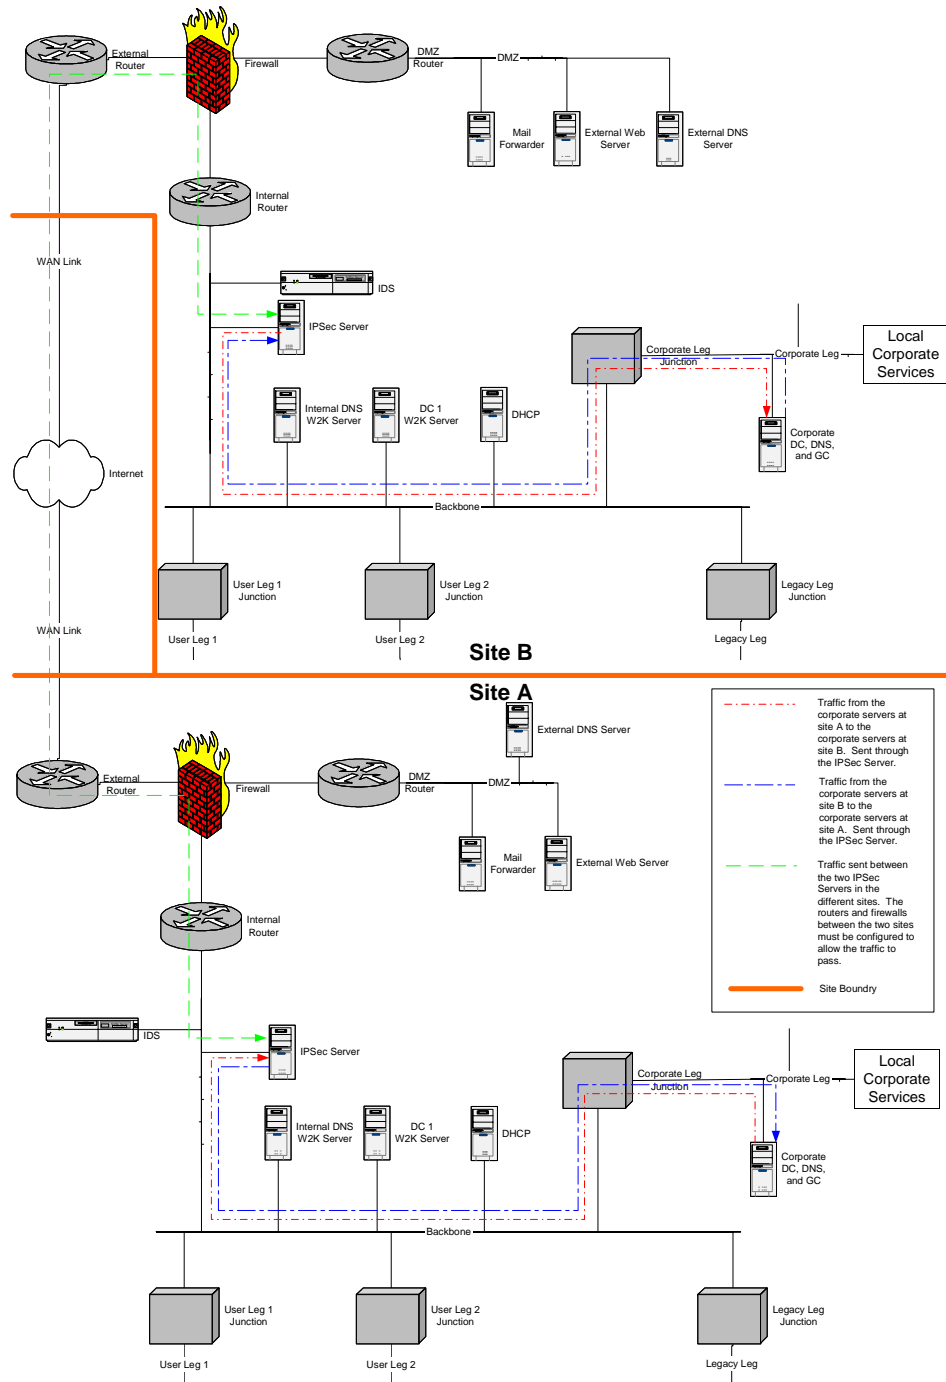 External
Router
Firewall
DMZ
Router
DMZ
Mail
Forwarder
External Web
Server
External DNS
Server
Internal
Router
WAN Link
IDS
IPSec Server
Corporate Leg
Junction
Corporate Leg
Local
Corporate
Services
Internal DNS
W2K Server
DC 1
W2K Server
DHCP
Corporate
DC, DNS,
and GC
Internet
Backbone
User Leg 1
Junction
User Leg 2
Junction
Legacy Leg
Junction
WAN Link
User Leg 1
User Leg 2
Legacy Leg
Site B
Site A
External DNS Server
External
Router
Firewall
DMZ
Router
DMZ
Mail
Forwarder
External Web Server
Traffic from the
corporate servers at
site A to the
corporate servers at
site B. Sent through
the IPSec Server.
Traffic from the
corporate servers at
site B to the
corporate servers at
site A. Sent through
the IPSec Server.
Traffic sent between
the two IPSec
Servers in the
different sites. The
routers and firewalls
between the two sites
must be configured to
allow the traffic to
pass.
Site Boundry
Internal
Router
IDS
IPSec Server
Corporate Leg
Junction
Corporate Leg
Local
Corporate
Services
Internal DNS
W2K Server
DC 1
W2K Server
DHCP
Corporate
DC, DNS,
and GC
Backbone
User Leg 1
Junction
User Leg 2
Junction
Legacy Leg
Junction
User Leg 1
User Leg 2
Legacy Leg